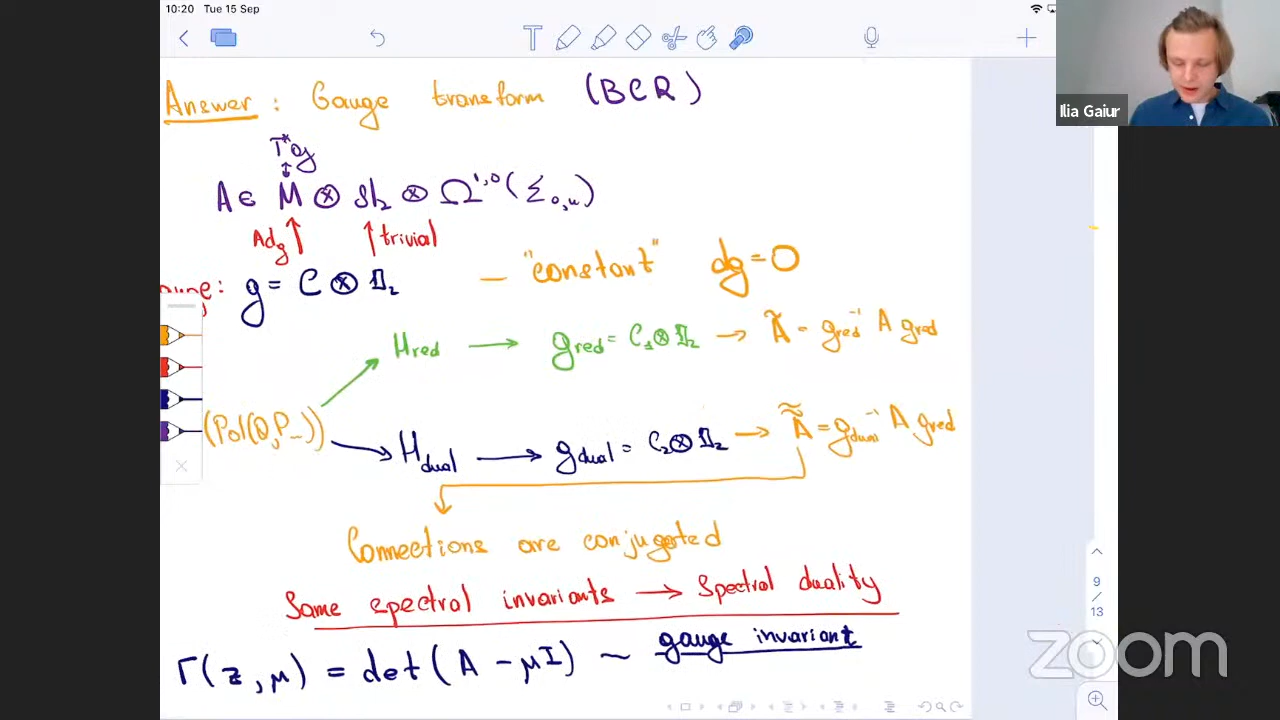 10:20 Tue 15 Sep
Ilia Gaiur
Answer: Gauge transform (BCR)
T*g
A ∈ M ⊗ sl₂ ⊗ Ω¹,⁰(Σ₀,ₙ)
Ad_g trivial
g = C ⊗ 𝟙₂ — "constant" dg = 0
H_red → g_red = C₁ ⊗ 𝟙₂ → Ã = g_red⁻¹ A g_red
(Pol(Q,P_))
H_dual → g_dual = C₂ ⊗ 𝟙₂ → Ã̃ = g_dual⁻¹ A g_red
Connections are conjugated
Same spectral invariants → Spectral duality
Γ(z,μ) = det(A - μI) ~ gauge invariant
9
/
13
zoom